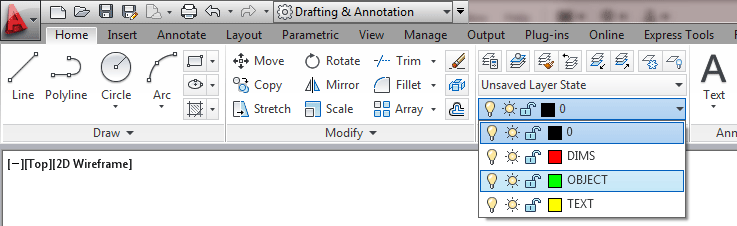 Drafting & Annotation
Home Insert Annotate Layout Parametric View Manage Output Plug-ins Online Express Tools
Line Polyline Circle Arc
Move Rotate Trim
Copy Mirror Fillet
Stretch Scale Array
Unsaved Layer State
0
Text
Draw Modify Ann
0
DIMS
OBJECT
TEXT
[−][Top][2D Wireframe]